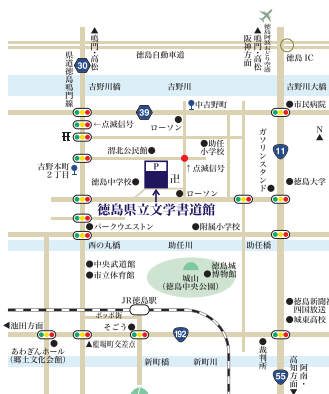 ▲鳴門・高松
県道徳島鳴門線
30
徳島自動車道
阪神方面
▲鳴門・高松
徳島阿波おどり空港
徳島 IC
吉野川橋
吉野川
吉野川大橋
中吉野町
市民病院
39
ローソン
←点滅信号
N
ガソリンスタンド
11
渭北公民館
助任
小学校
↑点滅信号
吉野本町
2丁目
P
卍
徳島中学校
徳島大学
ローソン
徳島県立文学書道館
パークウエストン
附属小学校
西の丸橋
助任川
助任橋
中央武道館
市立体育館
徳島城
博物館
城山
(徳島中央公園)
JR徳島駅
徳島新聞社
四国放送
ポッポ街
そごう
城東高校
◀池田方面
192
▲藍場町交差点
あわぎんホール
(郷土文化会館)
裁判所
新町橋
新町川
55
阿南・
高知方面▼